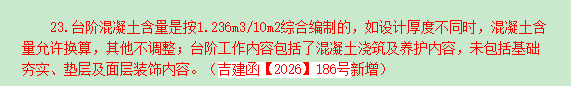 23.台阶混凝土含量是按1.236m3/10m2综合编制的，如设计厚度不同时，混凝土含
量允许换算，其他不调整；台阶工作内容包括了混凝土浇筑及养护内容，未包括基础
夯实、垫层及面层装饰内容。（吉建函【2026】186号新增）